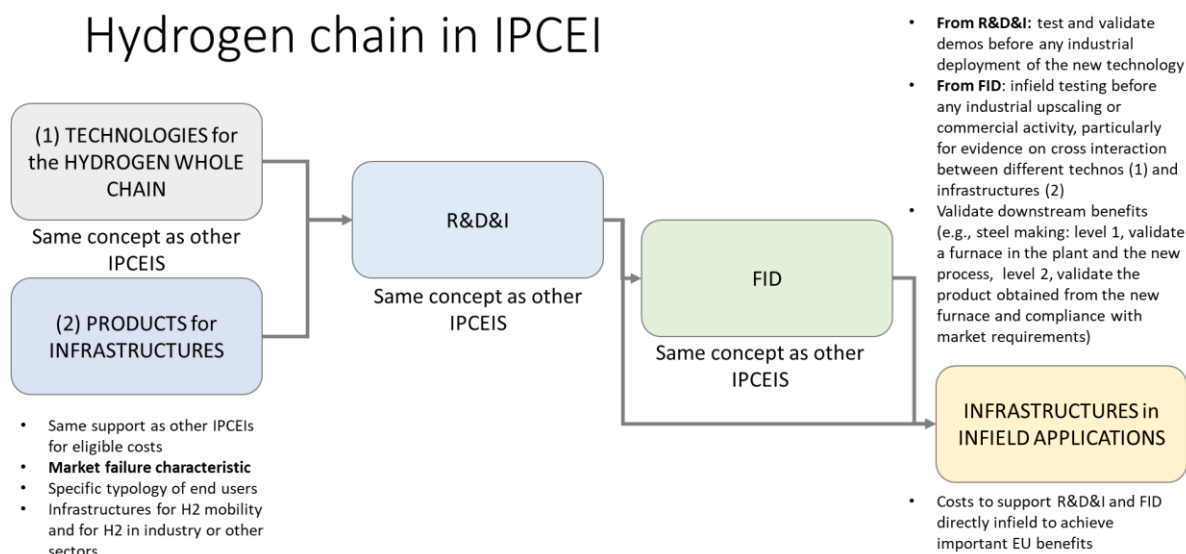 Hydrogen chain in IPCEI
(1) TECHNOLOGIES for
the HYDROGEN WHOLE
CHAIN
Same concept as other
IPCEIS
(2) PRODUCTS for
INFRASTRUCTURES
• Same support as other IPCEIs
for eligible costs
• Market failure characteristic
• Specific typology of end users
• Infrastructures for H2 mobility
and for H2 in industry or other
sectors
R&D&I
Same concept as other
IPCEIS
FID
Same concept as other
IPCEIS
• From R&D&I: test and validate
demos before any industrial
deployment of the new technology
• From FID: infield testing before
any industrial upscaling or
commercial activity, particularly
for evidence on cross interaction
between different technos (1) and
infrastructures (2)
• Validate downstream benefits
(e.g., steel making: level 1, validate
a furnace in the plant and the new
process, level 2, validate the
product obtained from the new
furnace and compliance with
market requirements)
INFRASTRUCTURES in
INFIELD APPLICATIONS
• Costs to support R&D&I and FID
directly infield to achieve
important EU benefits